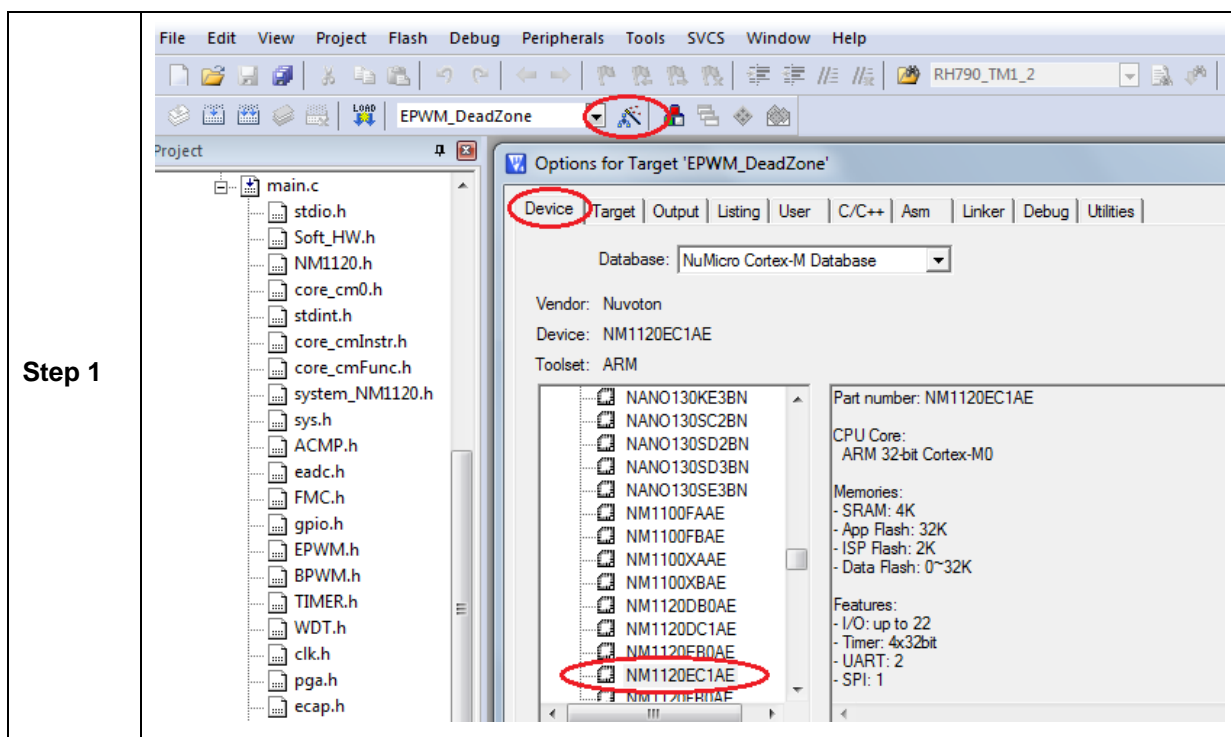 Step 1
File Edit View Project Flash Debug Peripherals Tools SVCS Window Help
RH790_TM1_2
LOAD
EPWM_DeadZone
Project
main.c
stdio.h
Soft_HW.h
NM1120.h
core_cm0.h
stdint.h
core_cmInstr.h
core_cmFunc.h
system_NM1120.h
sys.h
ACMP.h
eadc.h
FMC.h
gpio.h
EPWM.h
BPWM.h
TIMER.h
WDT.h
clk.h
pga.h
ecap.h
Options for Target 'EPWM_DeadZone'
Device Target Output Listing User C/C++ Asm Linker Debug Utilities
Database: NuMicro Cortex-M Database
Vendor: Nuvoton
Device: NM1120EC1AE
Toolset: ARM
NANO130KE3BN
NANO130SC2BN
NANO130SD2BN
NANO130SD3BN
NANO130SE3BN
NM1100FAAE
NM1100FBAE
NM1100XAAE
NM1100XBAE
NM1120DB0AE
NM1120DC1AE
NM1120EB0AE
NM1120EC1AE
Part number: NM1120EC1AE
CPU Core:
ARM 32-bit Cortex-M0
Memories:
- SRAM: 4K
- App Flash: 32K
- ISP Flash: 2K
- Data Flash: 0~32K
Features:
- I/O: up to 22
- Timer: 4x32bit
- UART: 2
- SPI: 1